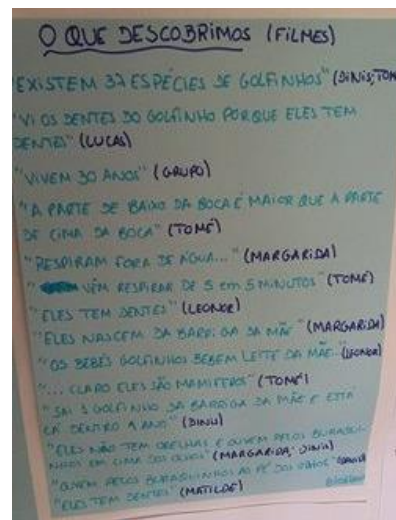 O QUE DESCOBRIMOS (FILMES)
"EXISTEM 37 ESPÉCIES DE GOLFINHOS" (DINIS; TOMÉ
"VI OS DENTES DO GOLFINHO PORQUE ELES TEM
DENTES" (LUCAS)
"VIVEM 30 ANOS" (GRUPO)
"A PARTE DE BAIXO DA BOCA É MAIOR QUE A PARTE
DE CIMA DA BOCA" (TOMÉ)
"RESPIRAM FORA DE ÁGUA..." (MARGARIDA)
" VÊM RESPIRAR DE 5 em 5 MINUTOS" (TOMÉ)
"ELES TEM DENTES" (LEONOR)
"ELES NASCEM DA BARRIGA DA MÃE" (MARGARIDA)
"OS BEBÉS GOLFINHOS BEBEM LEITE DA MÃE" (LEONOR)
"... CLARO ELES SÃO MAMIFEROS" (TOMÉ)
"SAI 1 GOLFINHO DA BARRIGA DA MÃE E ESTÁ
LÁ DENTRO 1 ANO" (DINIS)
"ELES NÃO TEM ORELHAS E OUVEM PELOS BURAQUI-
NHOS EM CIMA DOS OLHOS" (MARGARIDA; DINIS)
"OUVEM PELOS BURAQUINHOS AO PÉ DOS OLHOS"
"ELES TEM DENTES" (MATILDE)